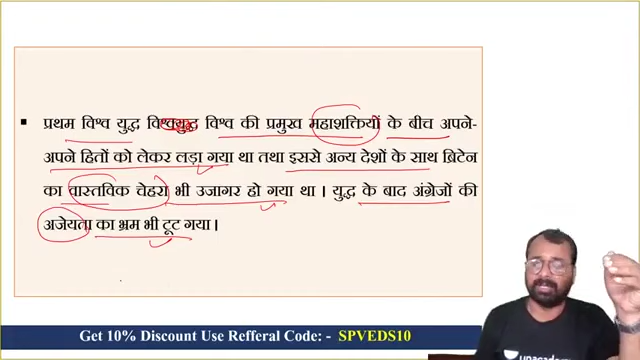 ▪ प्रथम विश्व युद्ध विश्वयुद्ध विश्व की प्रमुख महाशक्तियों के बीच अपने-
अपने हितों को लेकर लड़ा गया था तथा इससे अन्य देशों के साथ ब्रिटेन
का वास्तविक चेहरा भी उजागर हो गया था । युद्ध के बाद अंग्रेजों की
अजेयता का भ्रम भी टूट गया ।
unacade
Get 10% Discount Use Refferal Code: - SPVEDS10